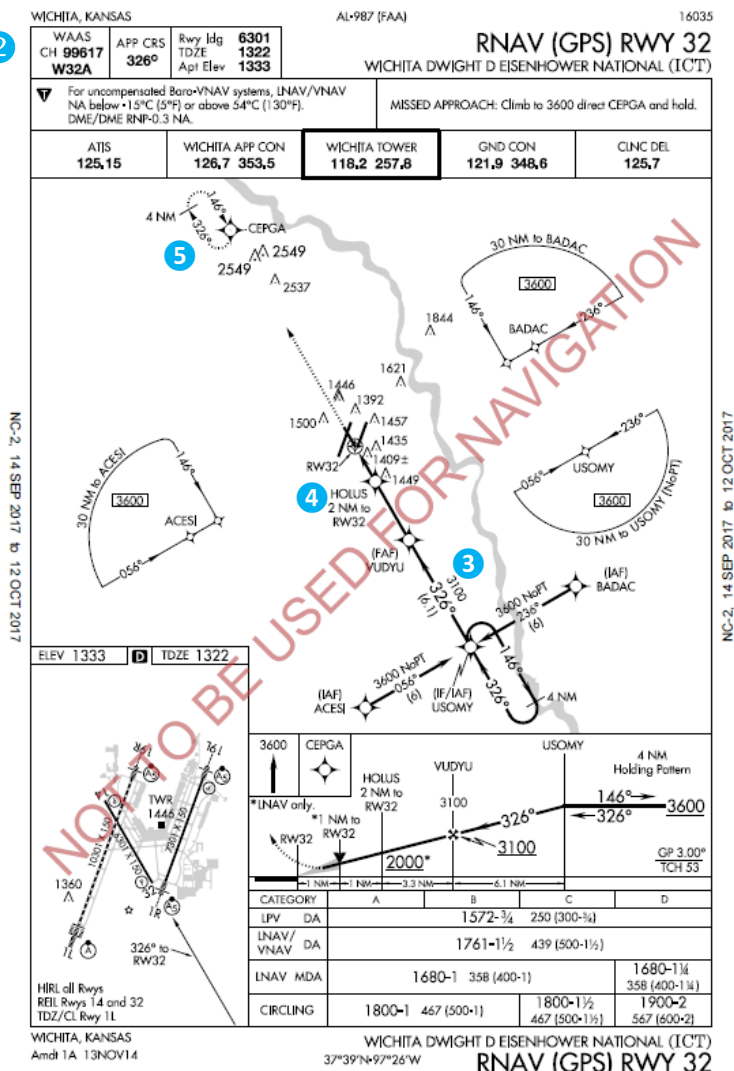 WICHITA, KANSAS
AL-987 (FAA)
16035
2
WAAS
CH 99617
W32A
APP CRS
326°
Rwy ldg 6301
TDZE 1322
Apt Elev 1333
RNAV (GPS) RWY 32
WICHITA DWIGHT D EISENHOWER NATIONAL (ICT)
T
For uncompensated Baro-VNAV systems, LNAV/VNAV
NA below -15°C (5°F) or above 54°C (130°F).
DME/DME RNP-0.3 NA.
MISSED APPROACH: Climb to 3600 direct CEPGA and hold.
ATIS
125.15
WICHITA APP CON
126.7 353.5
WICHITA TOWER
118.2 257.8
GND CON
121.9 348.6
CLNC DEL
125.7
4 NM
146°
326°
CEPGA
5
2549
2549
2537
30 NM to BADAC
3600
146°
236°
BADAC
1844
1621
1446
1392
1500
1457
1435
1409±
1449
RW32
4
HOLUS
2 NM to
RW32
(FAF)
VUDYU
3
3100
326°
(6.1)
30 NM to ACESI
146°
3600
ACESI
056°
236°
USOMY
056°
3600
30 NM to USOMY (NoPT)
(IAF)
BADAC
3600 NoPT
236°
(6)
3600 NoPT
056°
(6)
(IAF)
ACESI
(IF/IAF)
USOMY
146°
326°
4 NM
NOT TO BE USED FOR NAVIGATION
NC-2, 14 SEP 2017 to 12 OCT 2017
NC-2, 14 SEP 2017 to 12 OCT 2017
ELEV 1333
D
TDZE 1322
19R
19L
TWR
1446
10301 X 150
6301 X 150
7301 X 150
1360
1L
1R
A
326° to
RW32
HIRL all Rwys
REIL Rwys 14 and 32
TDZ/CL Rwy 1L
3600
CEPGA
*LNAV only.
RW32
*1 NM to
RW32
HOLUS
2 NM to
RW32
VUDYU
3100
USOMY
4 NM
Holding Pattern
146°
326°
3600
326°
3100
2000*
GP 3.00°
TCH 53
1 NM
1 NM
3.3 NM
6.1 NM
CATEGORY A B C D
LPV DA 1572-¾ 250 (300-¾)
LNAV/
VNAV DA 1761-1½ 439 (500-1½)
LNAV MDA 1680-1 358 (400-1) 1680-1¼
358 (400-1¼)
CIRCLING 1800-1 467 (500-1) 1800-1½
467 (500-1½) 1900-2
567 (600-2)
WICHITA, KANSAS
Amdt 1A 13NOV14
37°39'N-97°26'W
WICHITA DWIGHT D EISENHOWER NATIONAL (ICT)
RNAV (GPS) RWY 32